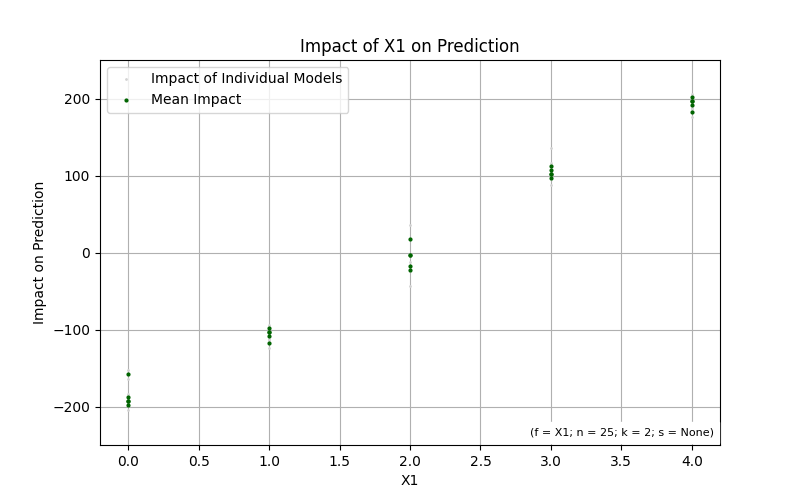 Impact of X1 on Prediction
Impact of Individual Models
Mean Impact
Impact on Prediction
200
100
0
−100
−200
(f = X1; n = 25; k = 2; s = None)
0.0 0.5 1.0 1.5 2.0 2.5 3.0 3.5 4.0
X1